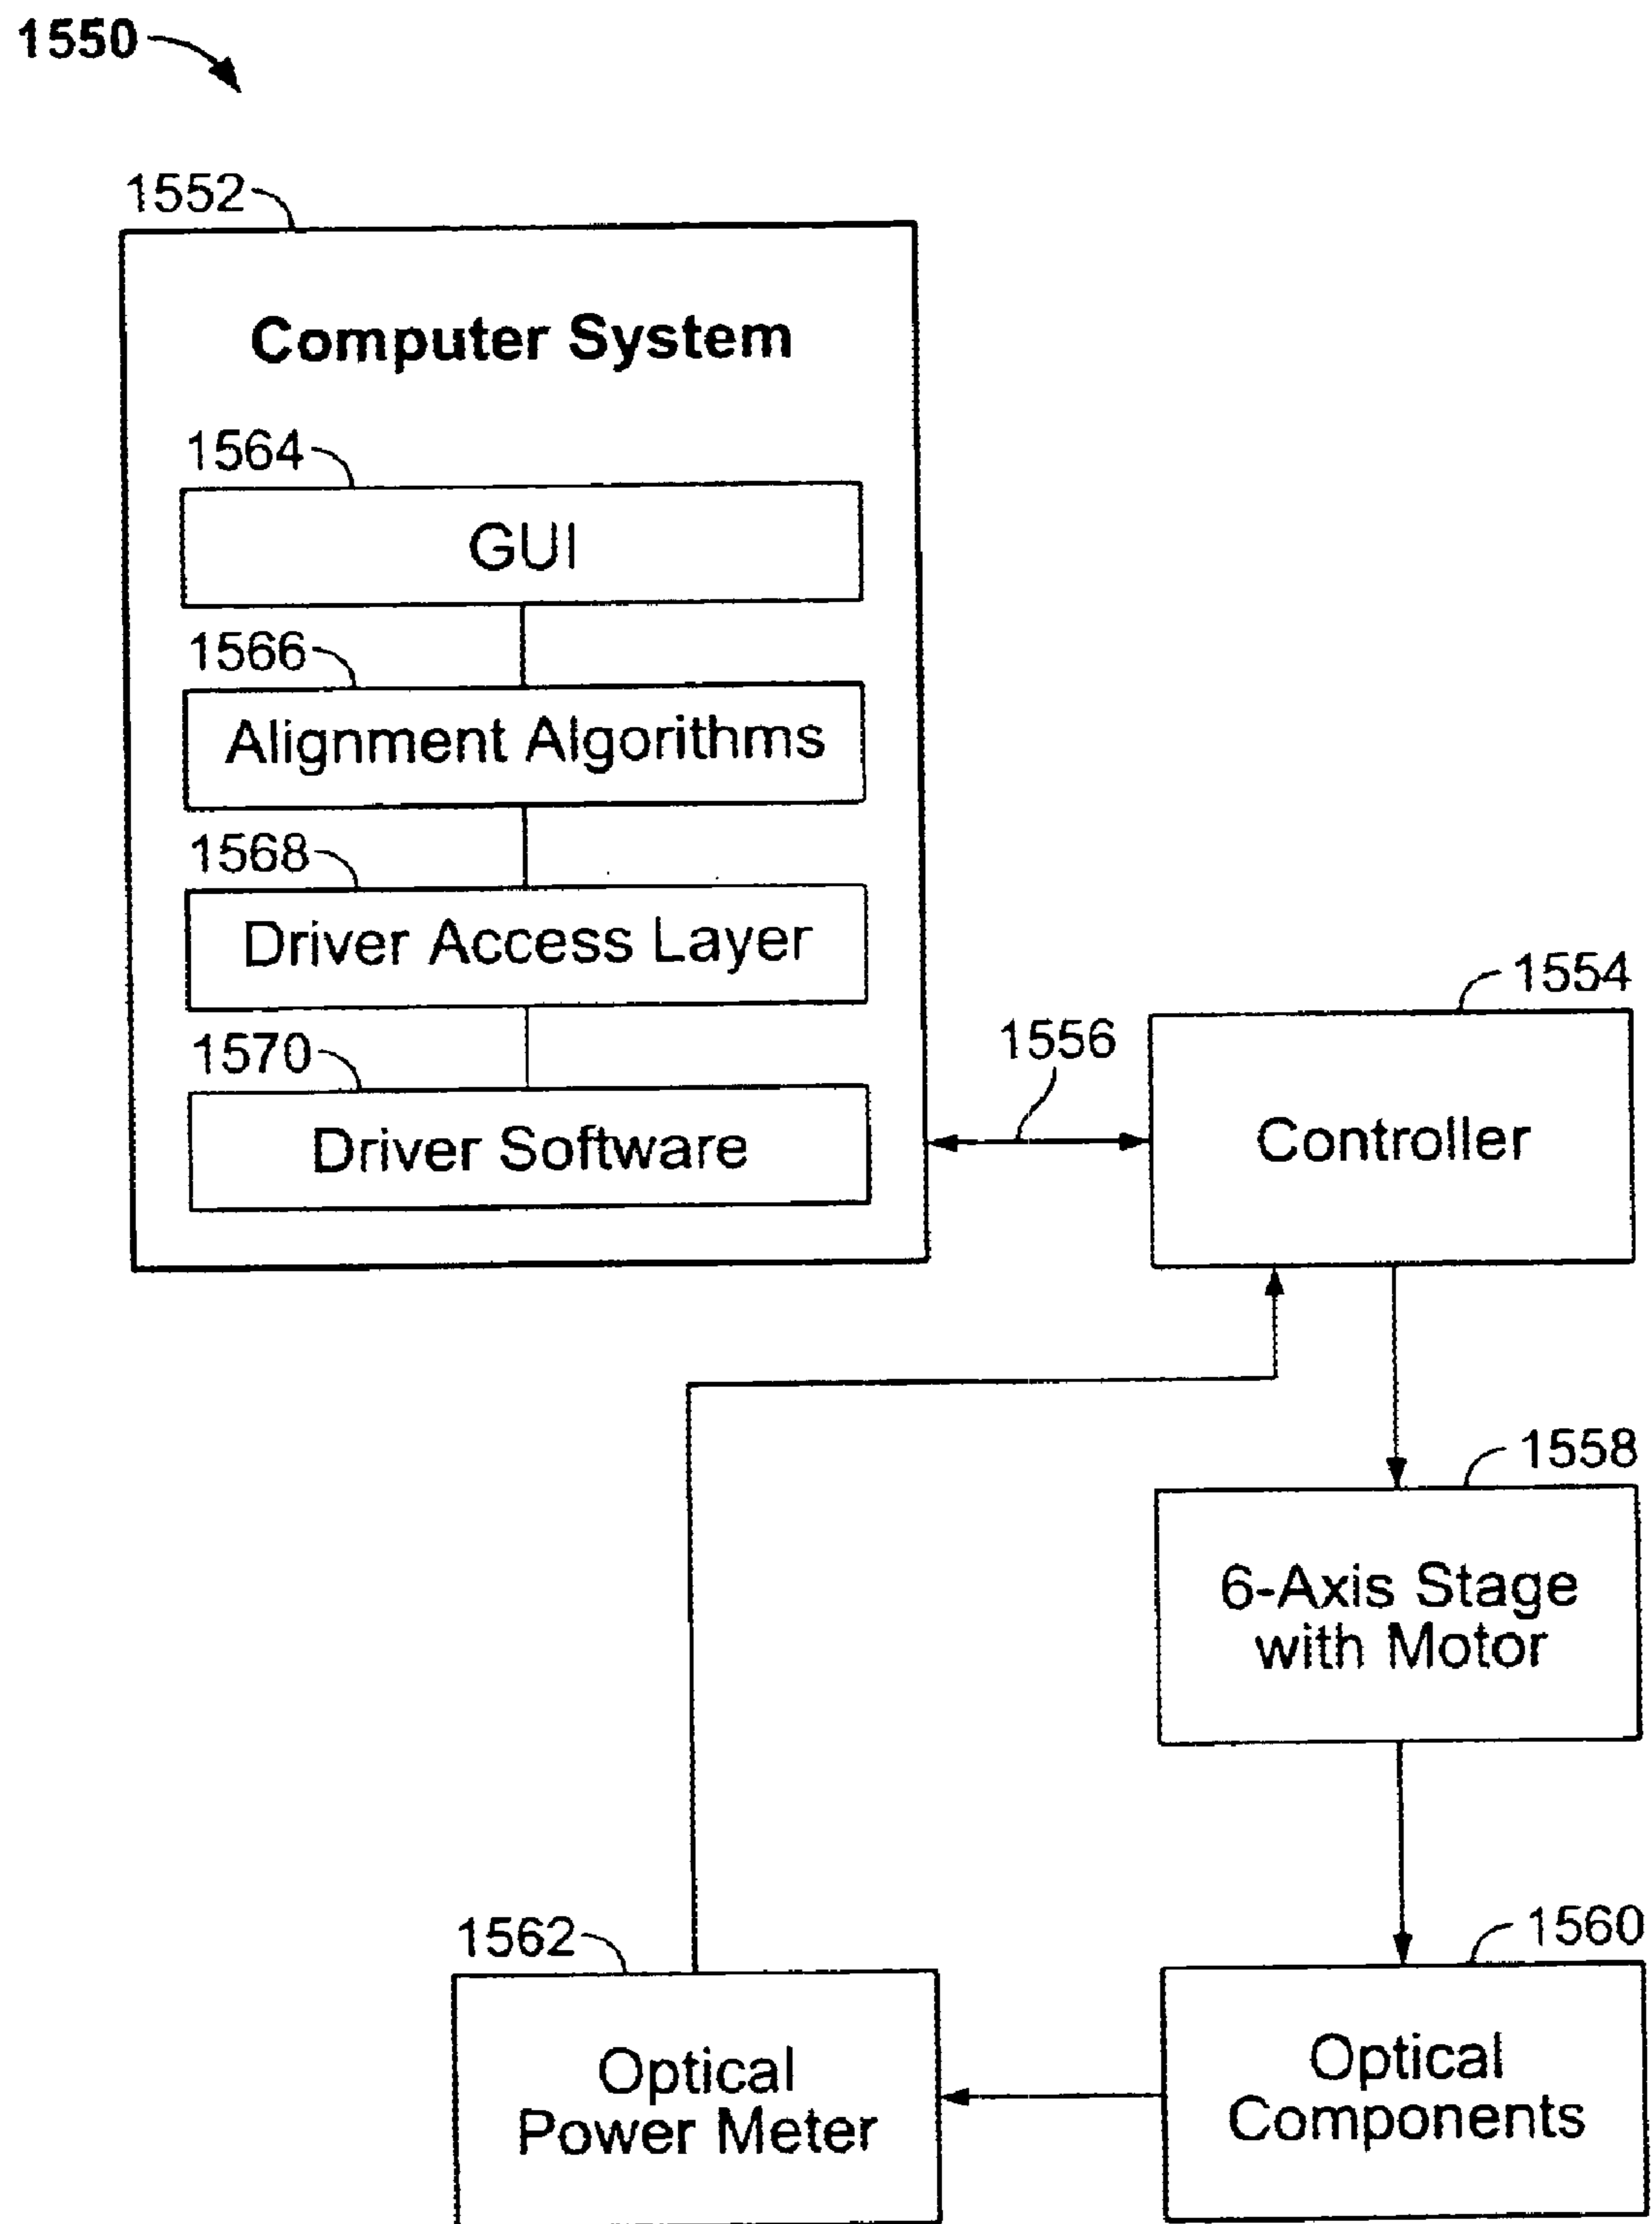 1550
1552
Computer System
1564
GUI
1566
Alignment Algorithms
1568
Driver Access Layer
1570
Driver Software
1556
1554
Controller
1558
6-Axis Stage
with Motor
1562
Optical
Power Meter
1560
Optical
Components